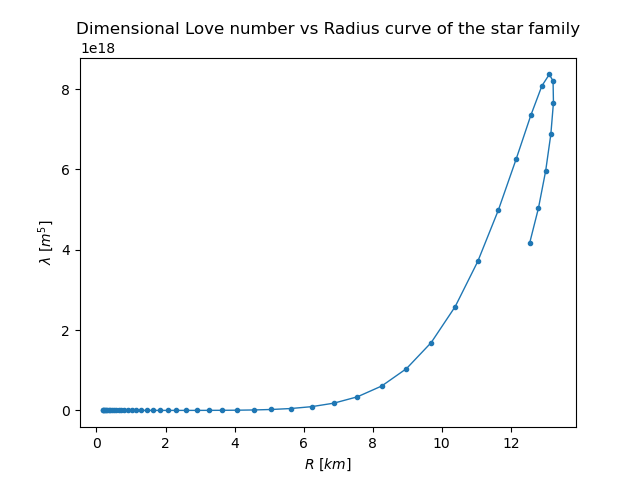 Dimensional Love number vs Radius curve of the star family
1e18
8
6
4
2
0
λ [m⁵]
0 2 4 6 8 10 12
R [km]